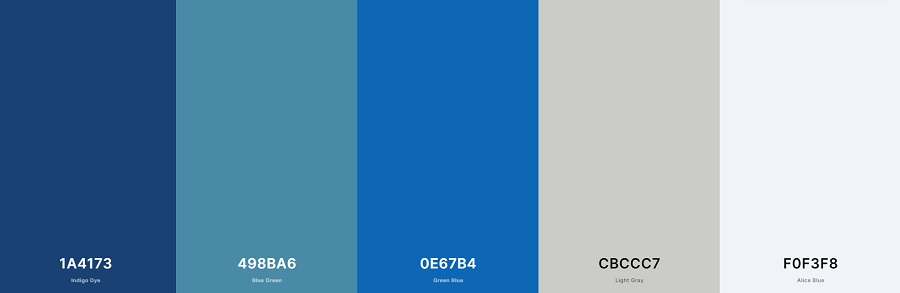 1A4173
Indigo Dye
498BA6
Blue Green
0E67B4
Green Blue
CBCCC7
Light Gray
F0F3F8
Alice Blue